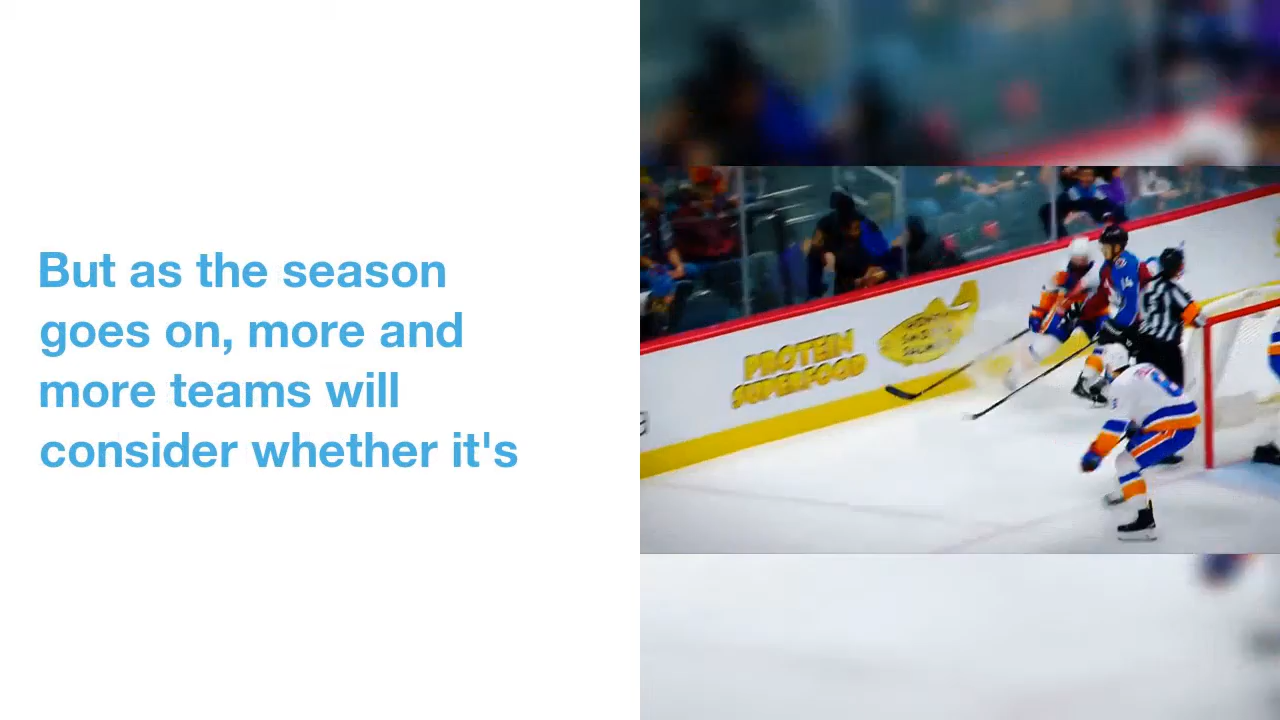 But as the season
goes on, more and
more teams will
consider whether it's
PROTEIN
SUPERFOOD